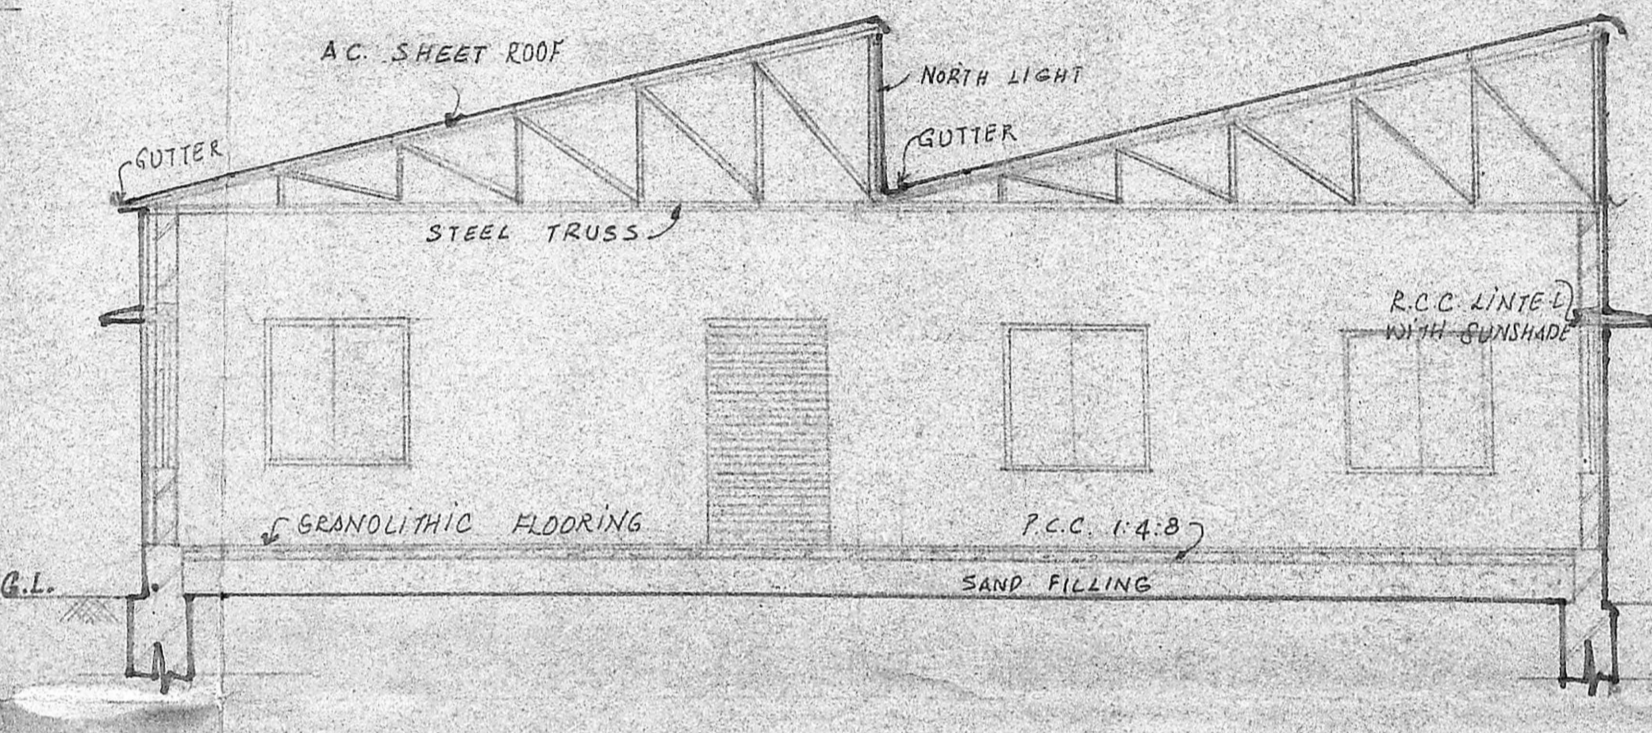 A.C. SHEET ROOF
NORTH LIGHT
GUTTER
GUTTER
STEEL TRUSS
R.C.C. LINTEL
WITH SUNSHADE
GRANOLITHIC FLOORING
P.C.C. 1:4:8
G.L.
SAND FILLING